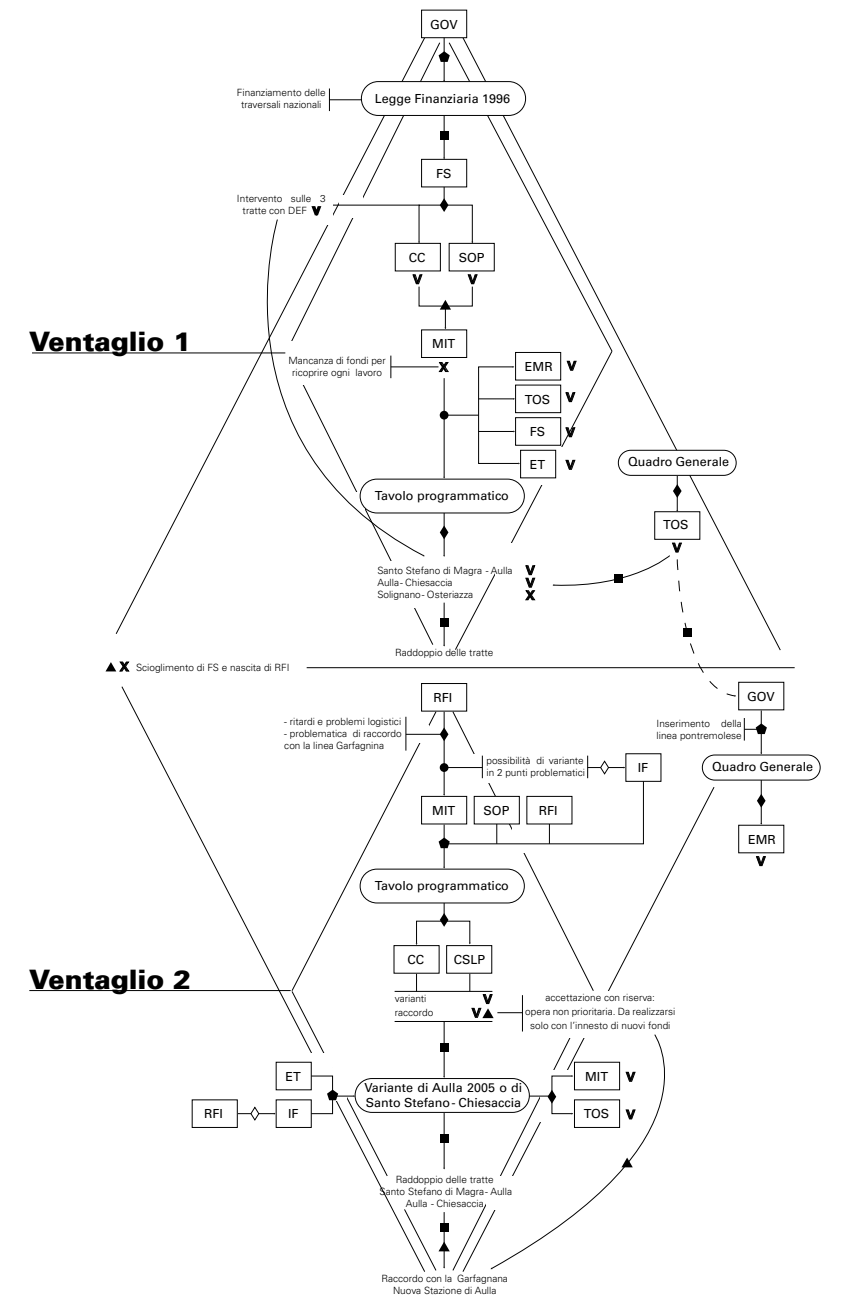 GOV
Finanziamento delle
traversali nazionali
Legge Finanziaria 1996
FS
Intervento sulle 3
tratte con DEF V
CC
SOP
V
V
Ventaglio 1
MIT
Mancanza di fondi per
ricoprire ogni lavoro
X
EMR V
TOS V
FS V
ET V
Quadro Generale
Tavolo programmatico
TOS
V
Santo Stefano di Magra - Aulla V
Aulla- Chiesaccia V
Solignano- Osteriazza X
Raddoppio delle tratte
X Scioglimento di FS e nascita di RFI
RFI
GOV
- ritardi e problemi logistici
- problematica di raccordo
con la linea Garfagnina
Inserimento della
linea pontremolese
possibilità di variante
in 2 punti problematici
IF
Quadro Generale
MIT
SOP
RFI
EMR
V
Tavolo programmatico
CC
CSLP
Ventaglio 2
varianti V
raccordo V
accettazione con riserva:
opera non prioritaria. Da realizzarsi
solo con l'innesto di nuovi fondi
ET
MIT V
Variante di Aulla 2005 o di
Santo Stefano- Chiesaccia
RFI
IF
TOS V
Raddoppio delle tratte
Santo Stefano di Magra- Aulla
Aulla - Chiesaccia
Raccordo con la Garfagnana
Nuova Stazione di Aulla